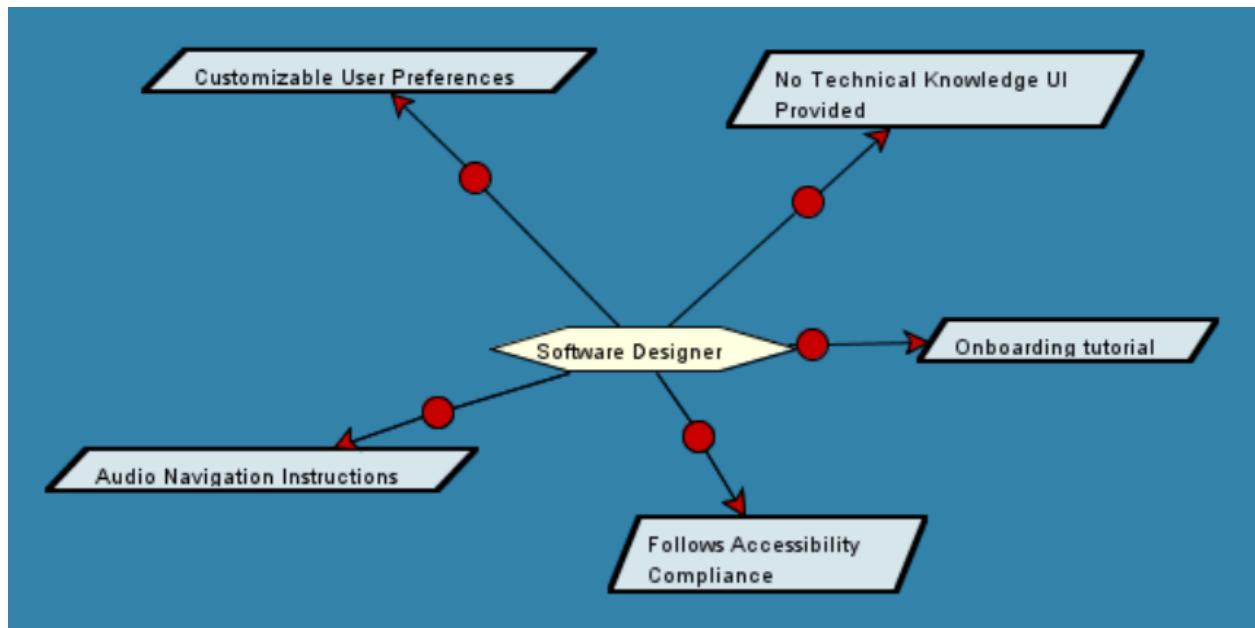 Customizable User Preferences
No Technical Knowledge UI
Provided
Software Designer
Onboarding tutorial
Audio Navigation Instructions
Follows Accessibility
Compliance